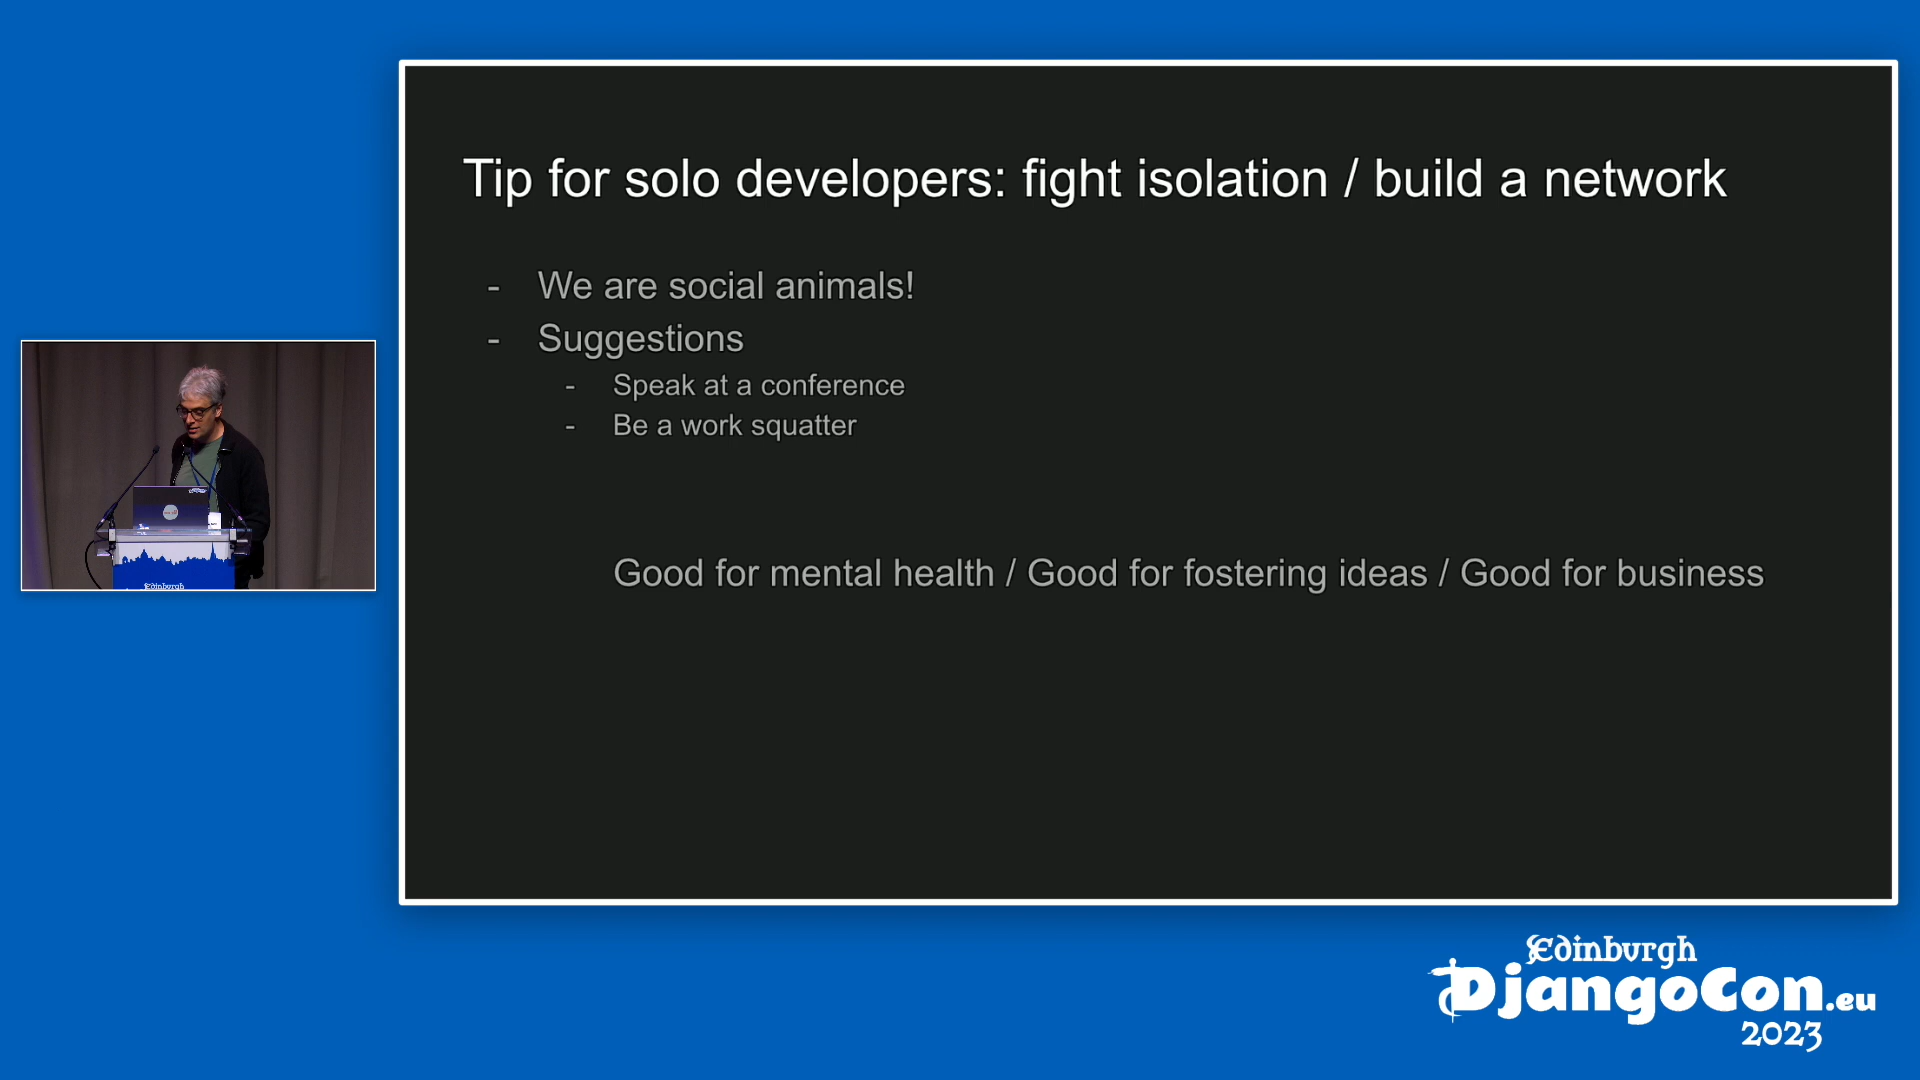 Tip for solo developers: fight isolation / build a network
- We are social animals!
- Suggestions
- Speak at a conference
- Be a work squatter
Good for mental health / Good for fostering ideas / Good for business
Edinburgh
Edinburgh
DjangoCon.eu
2023